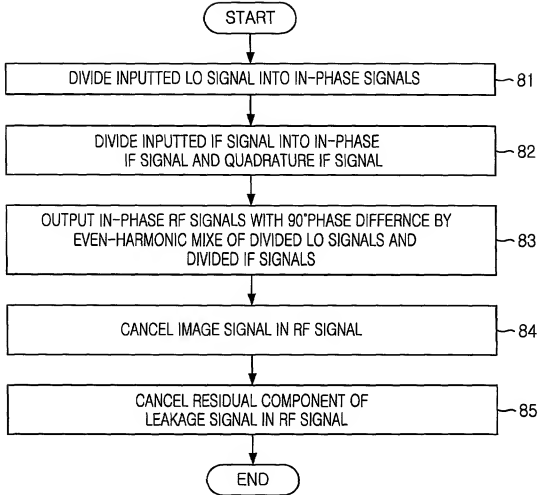 START
DIVIDE INPUTTED LO SIGNAL INTO IN-PHASE SIGNALS
81
DIVIDE INPUTTED IF SIGNAL INTO IN-PHASE
IF SIGNAL AND QUADRATURE IF SIGNAL
82
OUTPUT IN-PHASE RF SIGNALS WITH 90°PHASE DIFFERNCE BY
EVEN-HARMONIC MIXE OF DIVIDED LO SIGNALS AND
DIVIDED IF SIGNALS
83
CANCEL IMAGE SIGNAL IN RF SIGNAL
84
CANCEL RESIDUAL COMPONENT OF
LEAKAGE SIGNAL IN RF SIGNAL
85
END